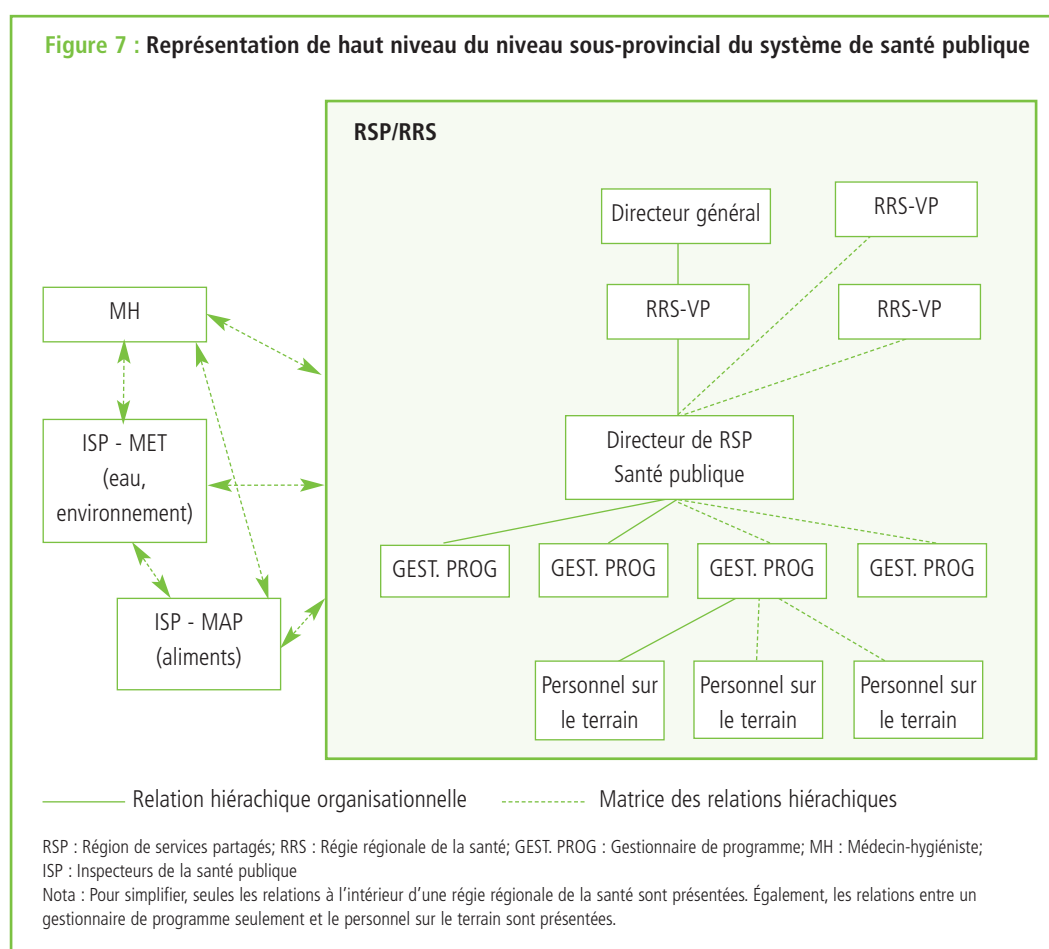 Figure 7 : Représentation de haut niveau du niveau sous-provincial du système de santé publique
RSP/RRS
Directeur général
RRS-VP
RRS-VP
RRS-VP
MH
ISP - MET
(eau,
environnement)
ISP - MAP
(aliments)
Directeur de RSP
Santé publique
GEST. PROG
GEST. PROG
GEST. PROG
GEST. PROG
Personnel sur
le terrain
Personnel sur
le terrain
Personnel sur
le terrain
Relation hiérachique organisationnelle
Matrice des relations hiérachiques
RSP : Région de services partagés; RRS : Régie régionale de la santé; GEST. PROG : Gestionnaire de programme; MH : Médecin-hygiéniste;
ISP : Inspecteurs de la santé publique
Nota : Pour simplifier, seules les relations à l'intérieur d'une régie régionale de la santé sont présentées. Également, les relations entre un
gestionnaire de programme seulement et le personnel sur le terrain sont présentées.